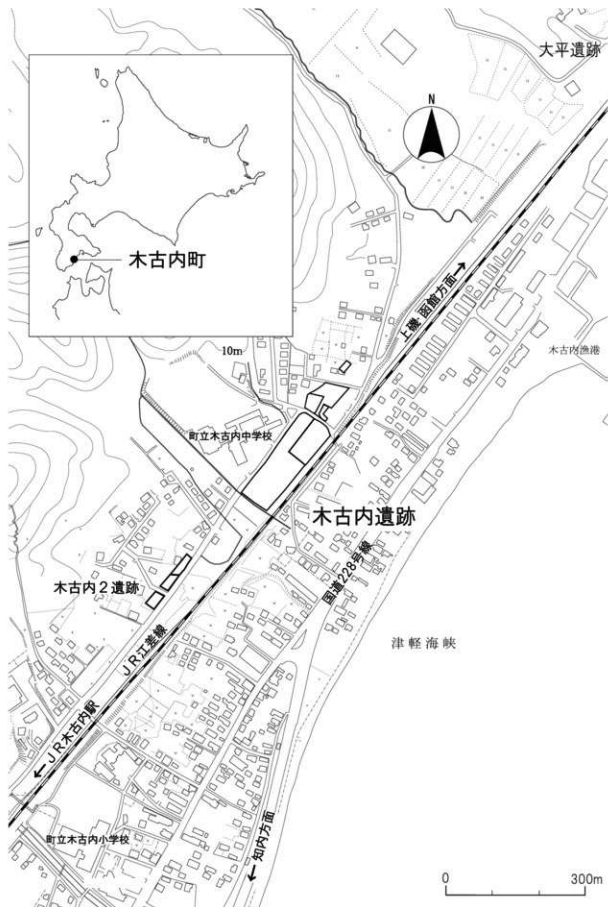 大平遺跡
N
木古内町
上磯・函館方面
木古内漁港
10m
町立木古内中学校
木古内遺跡
国道228号線
木古内2遺跡
JR江差線
津軽海峡
JR木古内駅
町立木古内小学校
知内方面
0
300m